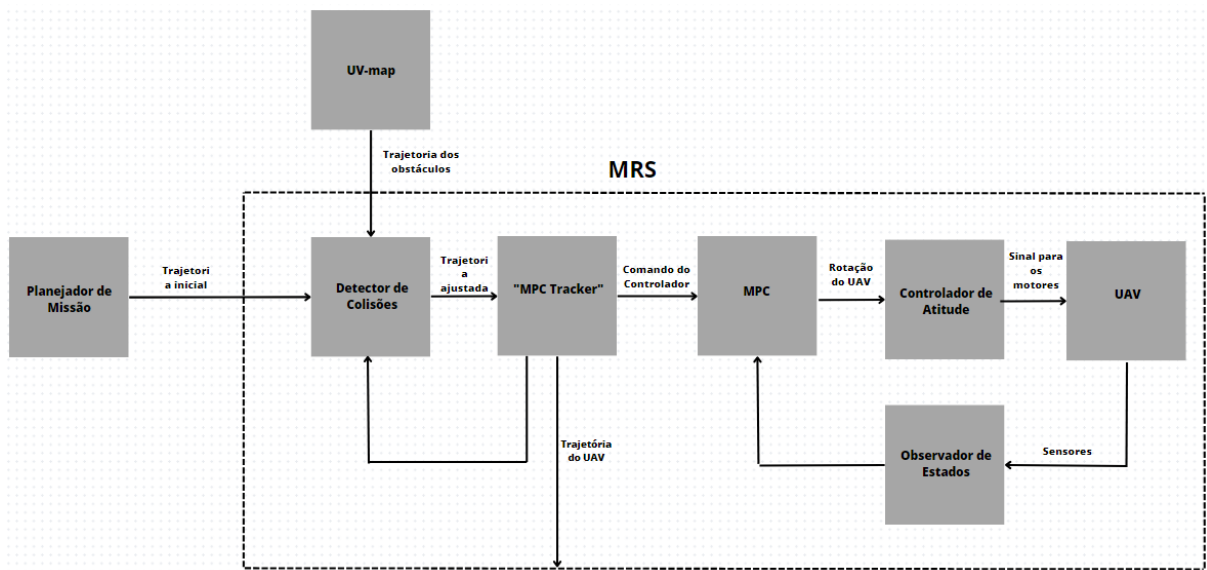 UV-map
Trajetoria dos
obstáculos
MRS
Planejador de
Missão
Trajetori
a inicial
Detector de
Colisões
Trajetori
a
ajustada
"MPC Tracker"
Comando do
Controlador
MPC
Rotação
do UAV
Controlador de
Atitude
Sinal para
os
motores
UAV
Trajetória
do UAV
Observador de
Estados
Sensores